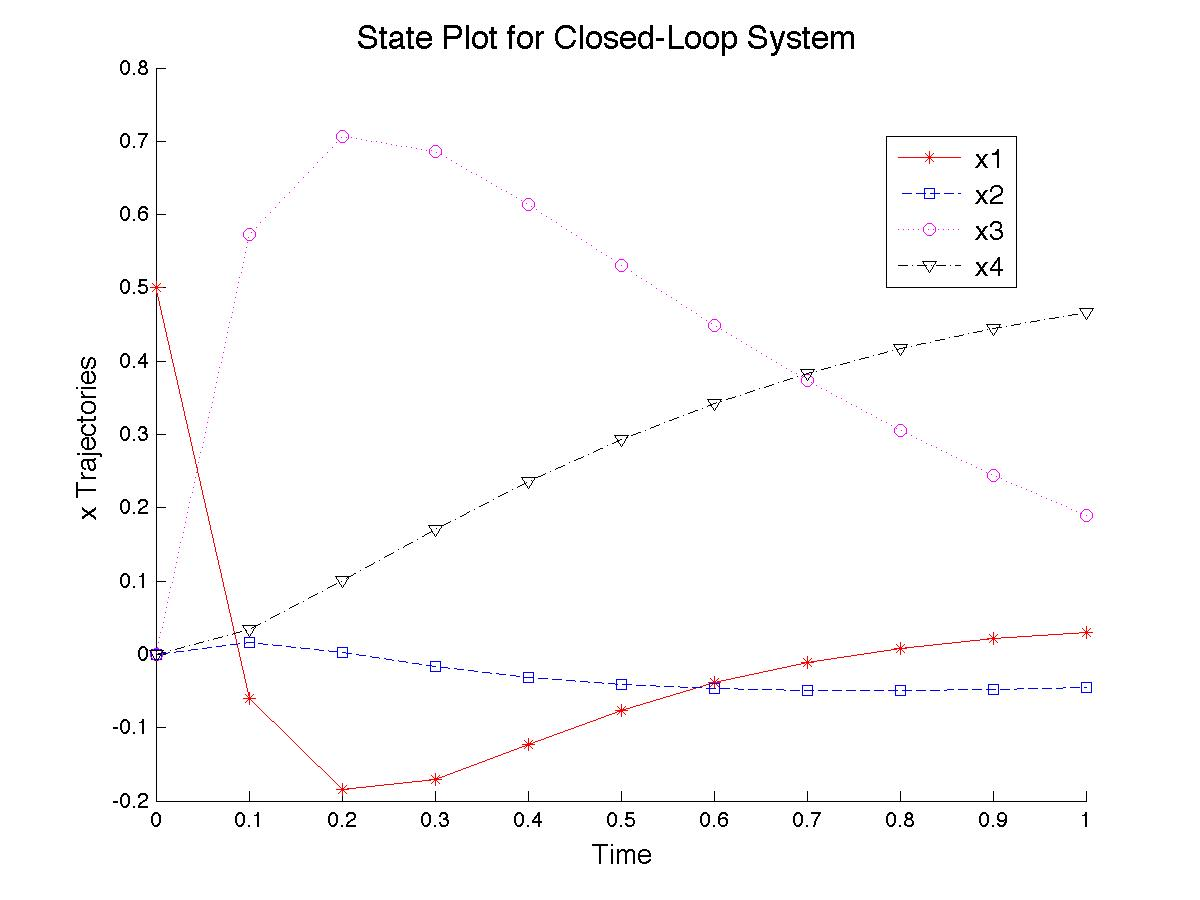 State Plot for Closed-Loop System
0.8
0.7
0.6
0.5
0.4
0.3
0.2
0.1
0
-0.1
-0.2
x Trajectories
x1
x2
x3
x4
0 0.1 0.2 0.3 0.4 0.5 0.6 0.7 0.8 0.9 1
Time